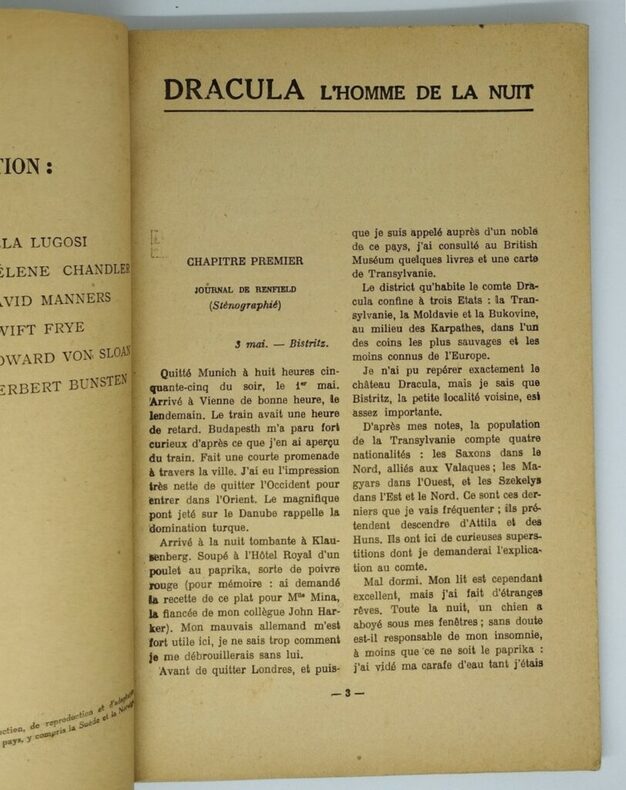 TION :
LA LUGOSI
ÉLENE CHANDLER
AVID MANNERS
WIFT FRYE
DWARD VON SLOAN
ERBERT BUNSTEN
ction, de reproduction et d'adaptation
pays, y compris la Suède et la Norvège
DRACULA L'HOMME DE LA NUIT
CHAPITRE PREMIER
JOURNAL DE RENFIELD
(Sténographié)
3 mai. — Bistritz.
Quitté Munich à huit heures cin-
quante-cinq du soir, le 1er mai.
Arrivé à Vienne de bonne heure, le
lendemain. Le train avait une heure
de retard. Budapesth m'a paru fort
curieux d'après ce que j'en ai aperçu
du train. Fait une courte promenade
à travers la ville. J'ai eu l'impression
très nette de quitter l'Occident pour
entrer dans l'Orient. Le magnifique
pont jeté sur le Danube rappelle la
domination turque.
Arrivé à la nuit tombante à Klau-
senberg. Soupé à l'Hôtel Royal d'un
poulet au paprika, sorte de poivre
rouge (pour mémoire : ai demandé
la recette de ce plat pour Mlle Mina,
la fiancée de mon collègue John Har-
ker). Mon mauvais allemand m'est
fort utile ici, je ne sais trop comment
je me débrouillerais sans lui.
Avant de quitter Londres, et puis-
que je suis appelé auprès d'un noble
de ce pays, j'ai consulté au British
Muséum quelques livres et une carte
de Transylvanie.
Le district qu'habite le comte Dra-
cula confine à trois Etats : la Tran-
sylvanie, la Moldavie et la Bukovine,
au milieu des Karpathes, dans l'un
des coins les plus sauvages et les
moins connus de l'Europe.
Je n'ai pu repérer exactement le
château Dracula, mais je sais que
Bistritz, la petite localité voisine, est
assez importante.
D'après mes notes, la population
de la Transylvanie compte quatre
nationalités : les Saxons dans le
Nord, alliés aux Valaques ; les Ma-
gyars dans l'Ouest, et les Szekelys
dans l'Est et le Nord. Ce sont ces der-
niers que je vais fréquenter ; ils pré-
tendent descendre d'Attila et des
Huns. Ils ont ici de curieuses supers-
titions dont je demanderai l'explica-
tion au comte.
Mal dormi. Mon lit est cependant
excellent, mais j'ai fait d'étranges
rêves. Toute la nuit, un chien a
aboyé sous mes fenêtres ; sans doute
est-il responsable de mon insomnie,
à moins que ce ne soit le paprika :
j'ai vidé ma carafe d'eau tant j'étais
— 3 —